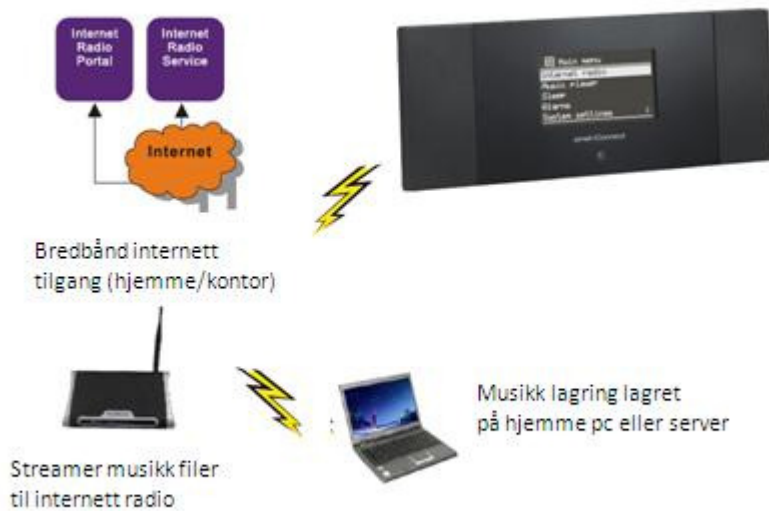 Internet
Radio
Portal
Internet
Radio
Service
Internet
Main menu
Internet radio
Music player
Sleep
Alarms
System settings
Bredbånd internett
tilgang (hjemme/kontor)
Musikk lagring lagret
på hjemme pc eller server
Streamer musikk filer
til internett radio